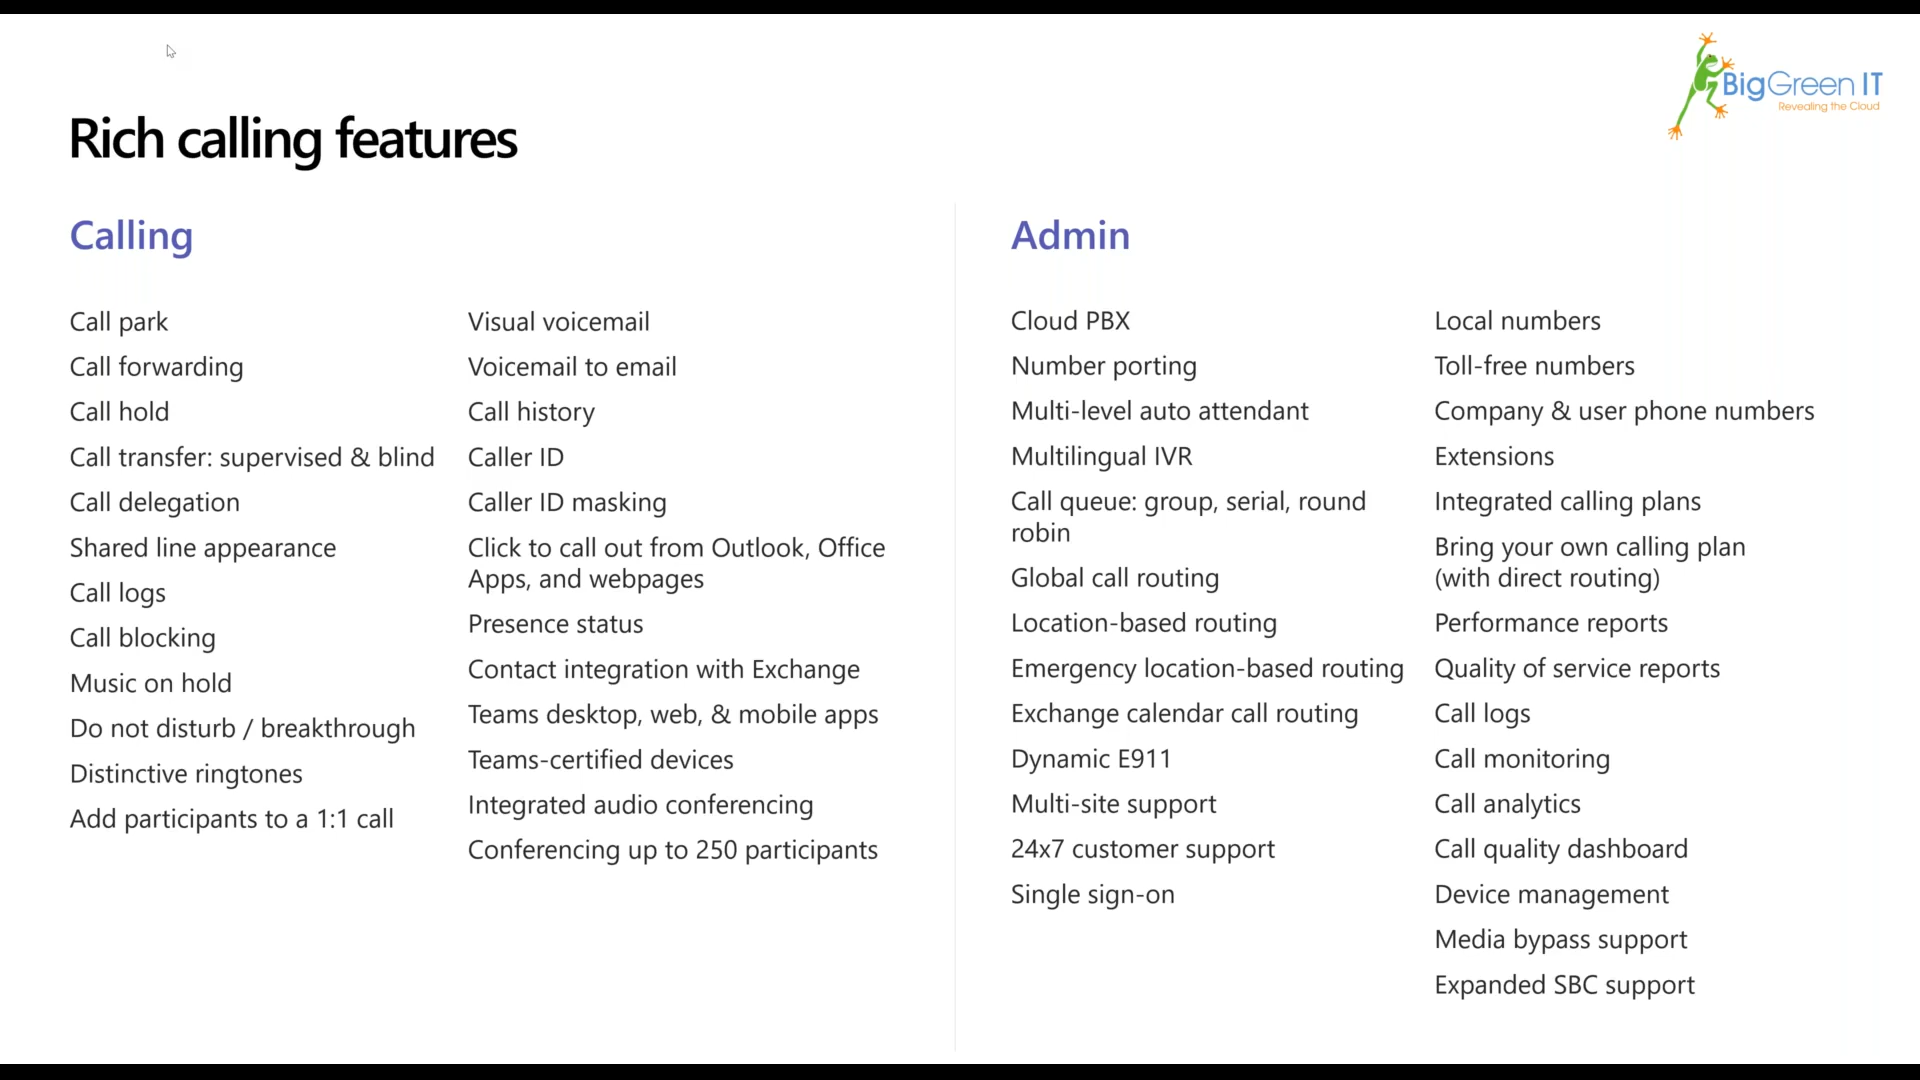 BigGreen IT
Revealing the Cloud
Rich calling features
Calling
Call park
Call forwarding
Call hold
Call transfer: supervised & blind
Call delegation
Shared line appearance
Call logs
Call blocking
Music on hold
Do not disturb / breakthrough
Distinctive ringtones
Add participants to a 1:1 call
Visual voicemail
Voicemail to email
Call history
Caller ID
Caller ID masking
Click to call out from Outlook, Office
Apps, and webpages
Presence status
Contact integration with Exchange
Teams desktop, web, & mobile apps
Teams-certified devices
Integrated audio conferencing
Conferencing up to 250 participants
Admin
Cloud PBX
Number porting
Multi-level auto attendant
Multilingual IVR
Call queue: group, serial, round
robin
Global call routing
Location-based routing
Emergency location-based routing
Exchange calendar call routing
Dynamic E911
Multi-site support
24x7 customer support
Single sign-on
Local numbers
Toll-free numbers
Company & user phone numbers
Extensions
Integrated calling plans
Bring your own calling plan
(with direct routing)
Performance reports
Quality of service reports
Call logs
Call monitoring
Call analytics
Call quality dashboard
Device management
Media bypass support
Expanded SBC support